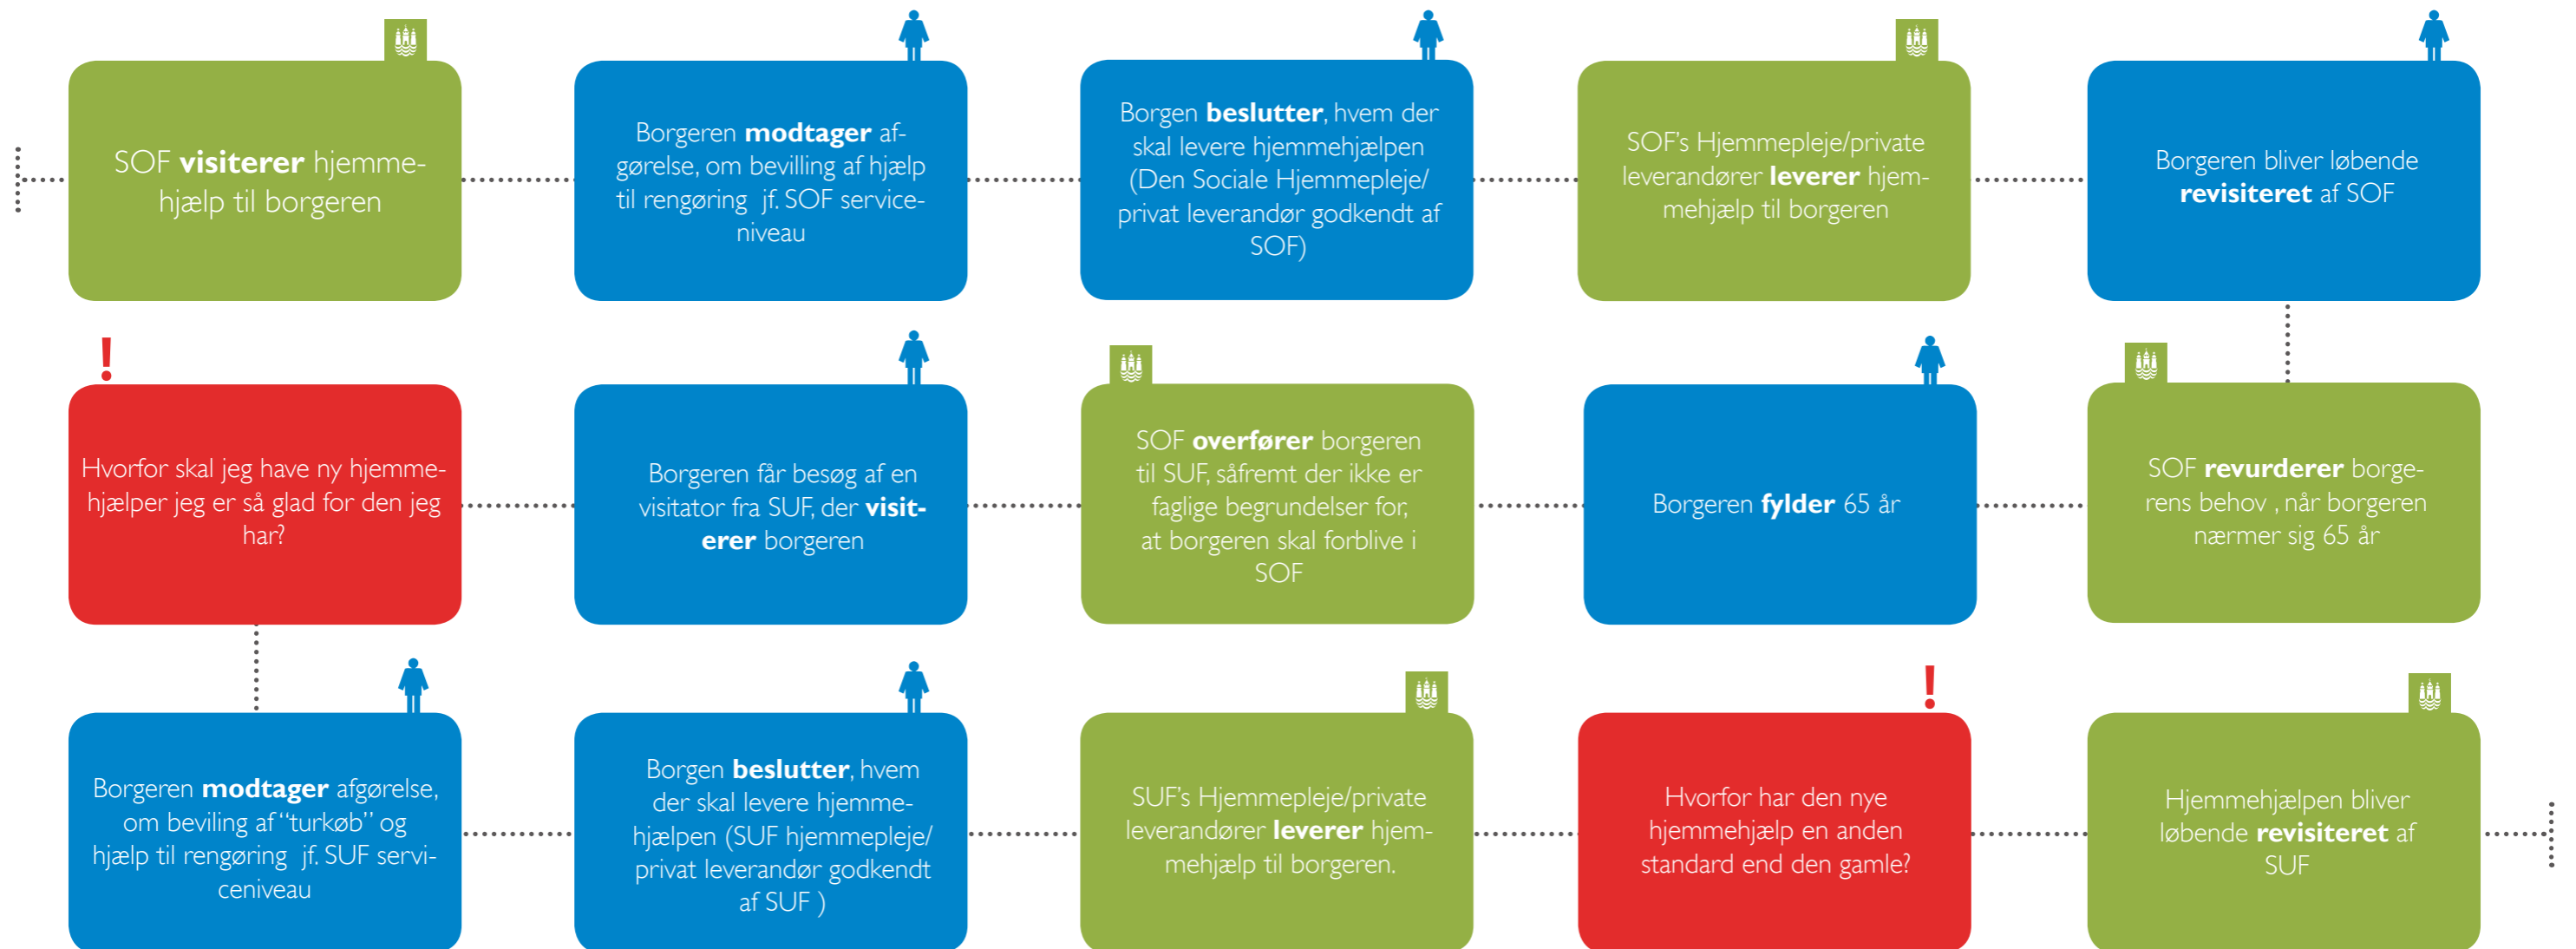 SOF visiterer hjemme-
hjælp til borgeren
Borgeren modtager af-
gørelse, om bevilling af hjælp
til rengøring jf. SOF service-
niveau
Borgen beslutter, hvem der
skal levere hjemmehjælpen
(Den Sociale Hjemmepleje/
privat leverandør godkendt af
SOF)
SOF's Hjemmepleje/private
leverandører leverer hjem-
mehjælp til borgeren
Borgeren bliver løbende
revisiteret af SOF
!
Hvorfor skal jeg have ny hjemme-
hjælper jeg er så glad for den jeg
har?
Borgeren får besøg af en
visitator fra SUF, der visit-
erer borgeren
SOF overfører borgeren
til SUF, såfremt der ikke er
faglige begrundelser for,
at borgeren skal forblive i
SOF
Borgeren fylder 65 år
SOF revurderer borge-
rens behov , når borgeren
nærmer sig 65 år
Borgeren modtager afgørelse,
om beviling af "turkøb" og
hjælp til rengøring jf. SUF servi-
ceniveau
Borgen beslutter, hvem
der skal levere hjemme-
hjælpen (SUF hjemmepleje/
privat leverandør godkendt
af SUF )
SUF's Hjemmepleje/private
leverandører leverer hjem-
mehjælp til borgeren.
!
Hvorfor har den nye
hjemmehjælp en anden
standard end den gamle?
Hjemmehjælpen bliver
løbende revisiteret af
SUF